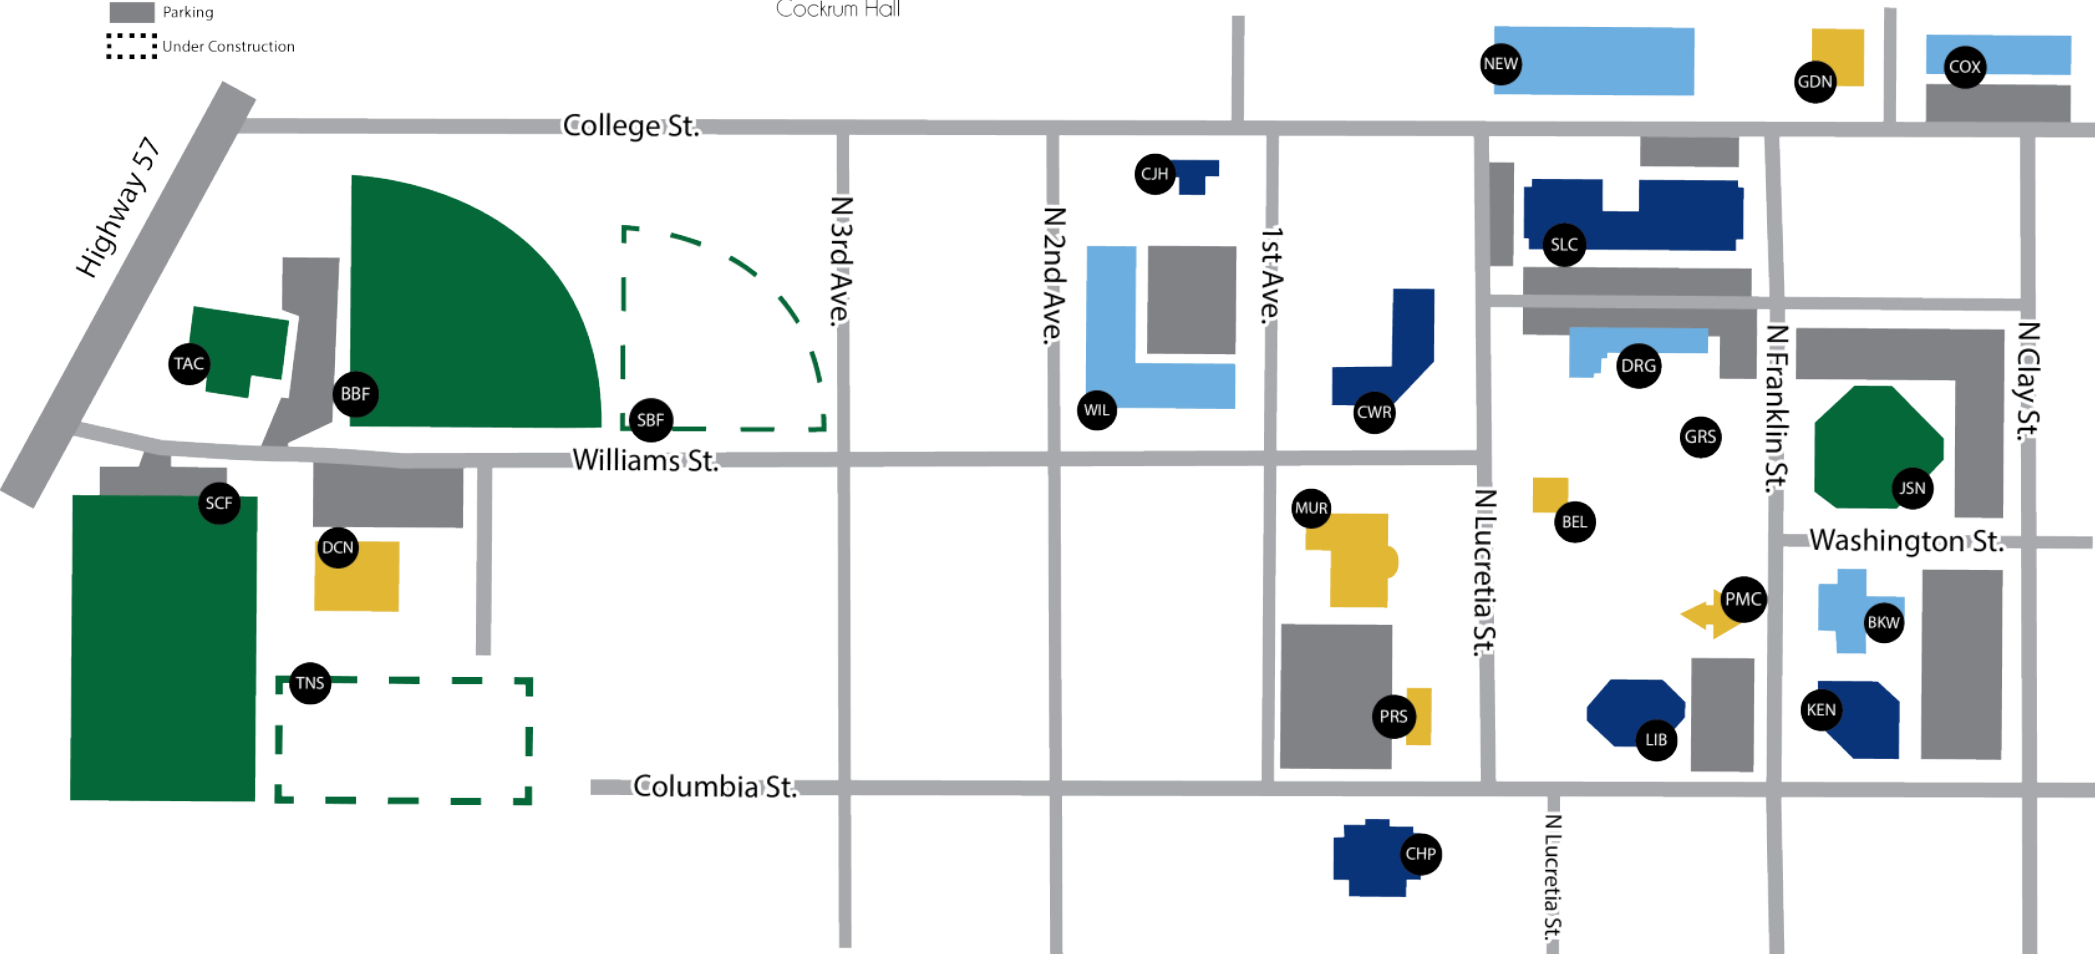 Cockrum Hall
Parking
Under Construction
NEW
GDN
COX
College St.
Highway 57
CJH
N 3rd Ave.
N 2nd Ave.
1st Ave.
SLC
TAC
BBF
SBF
WIL
CWR
DRG
N Franklin St.
N Clay St.
GRS
Williams St.
SCF
DCN
MUR
N Lucretia St.
BEL
JSN
Washington St.
PMC
BKW
TNS
PRS
LIB
KEN
Columbia St.
CHP
N Lucretia St.